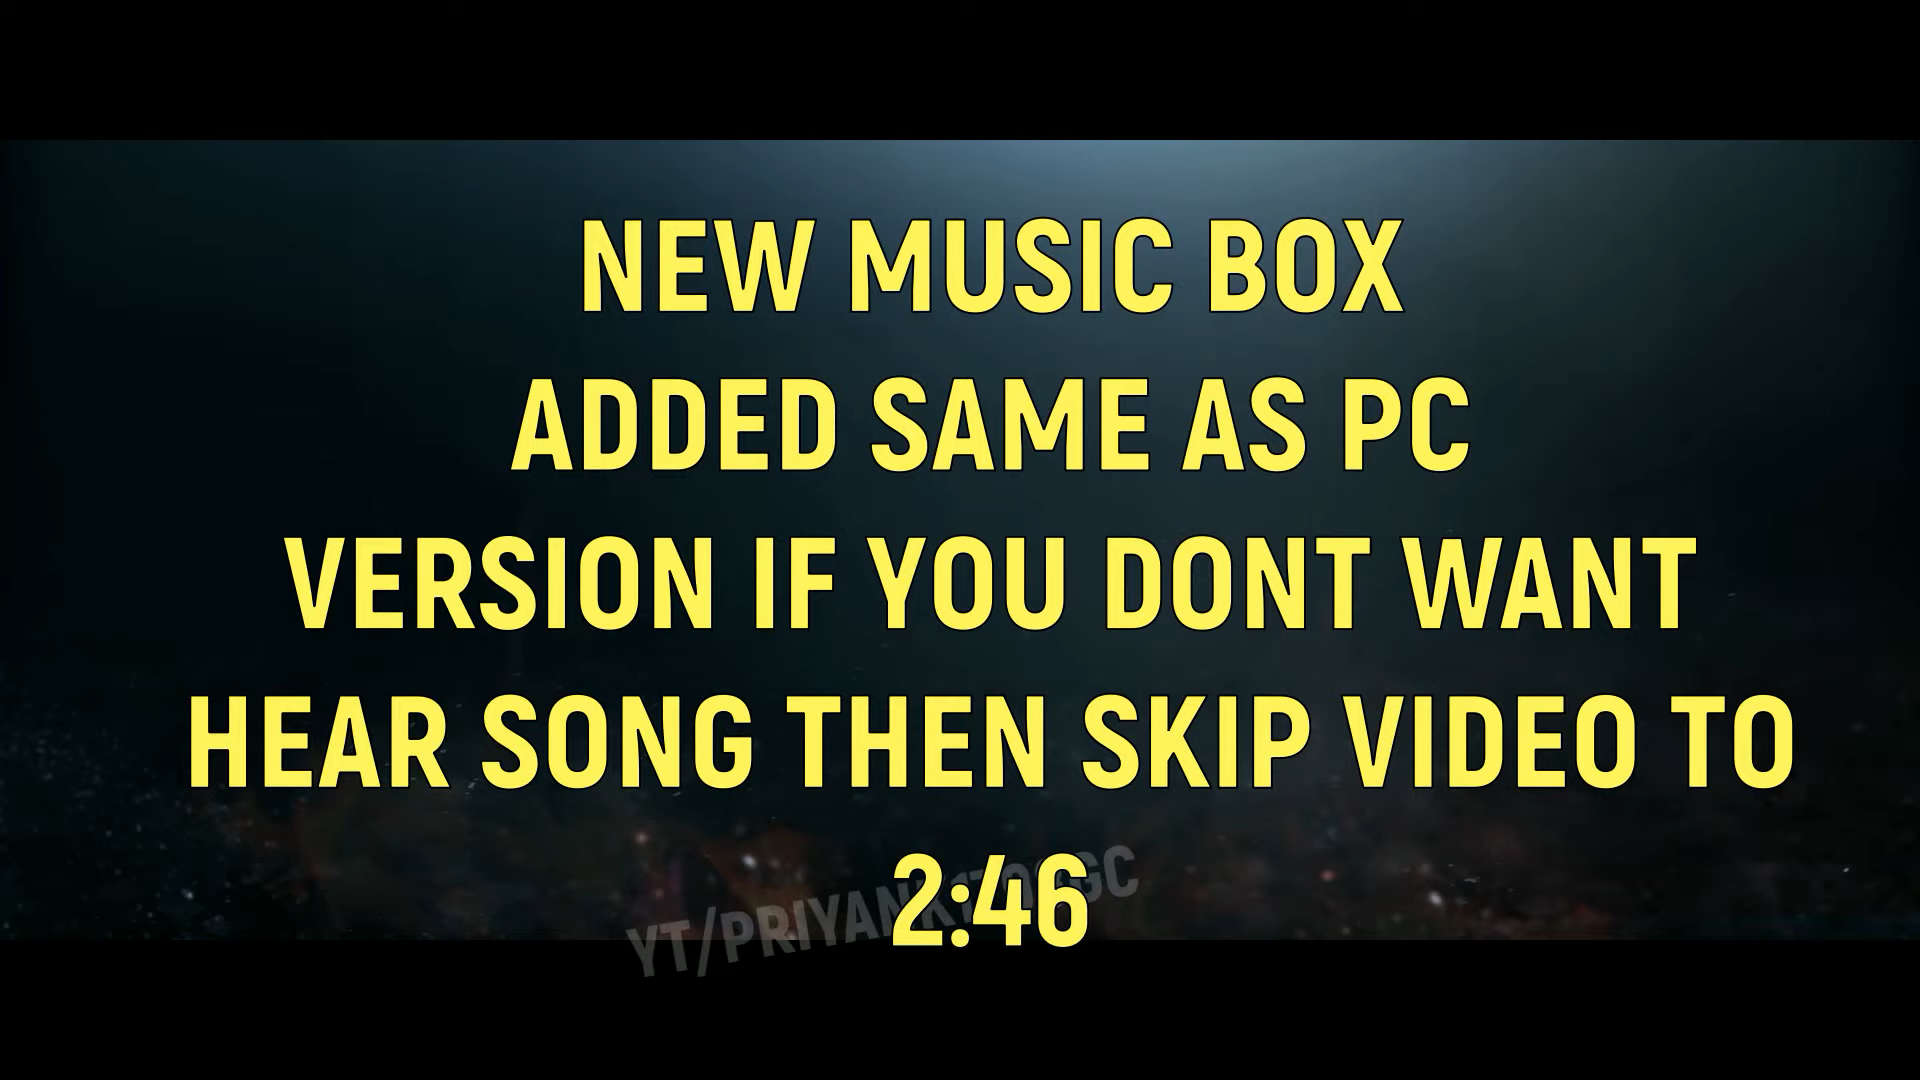 NEW MUSIC BOX
ADDED SAME AS PC
VERSION IF YOU DONT WANT
HEAR SONG THEN SKIP VIDEO TO
2:46